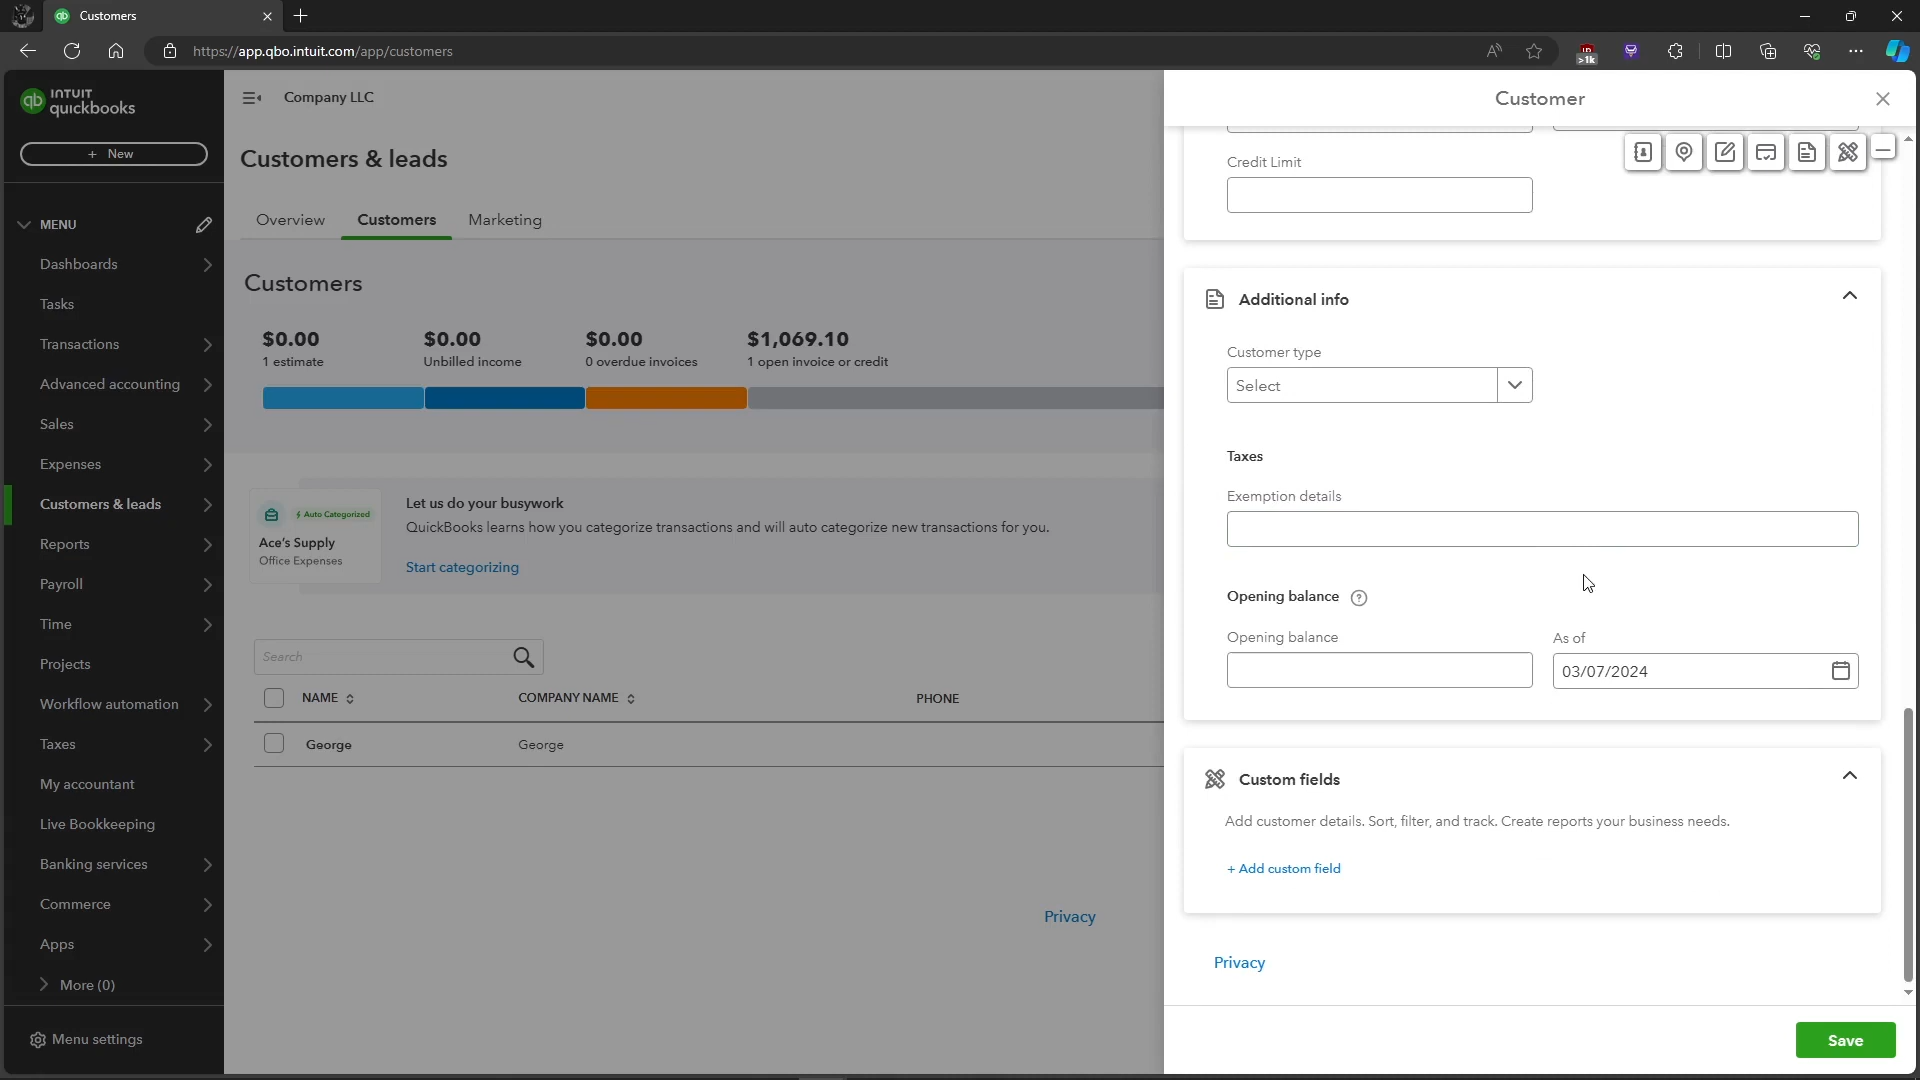 Customers
https://app.qbo.intuit.com/app/customers
>1k
INTUIT
quickbooks
+ New
MENU
Dashboards
Tasks
Transactions
Advanced accounting
Sales
Expenses
Customers & leads
Reports
Payroll
Time
Projects
Workflow automation
Taxes
My accountant
Live Bookkeeping
Banking services
Commerce
Apps
More (0)
Menu settings
Company LLC
Customers & leads
Overview Customers Marketing
Customers
$0.00 $0.00 $0.00 $1,069.10
1 estimate Unbilled income 0 overdue invoices 1 open invoice or credit
Auto Categorized
Ace's Supply
Office Expenses
Let us do your busywork
QuickBooks learns how you categorize transactions and will auto categorize new transactions for you.
Start categorizing
Search
NAME COMPANY NAME PHONE
George George
Privacy
Customer
Credit Limit
Additional info
Customer type
Select
Taxes
Exemption details
Opening balance ?
Opening balance As of
03/07/2024
Custom fields
Add customer details. Sort, filter, and track. Create reports your business needs.
+ Add custom field
Privacy
Save